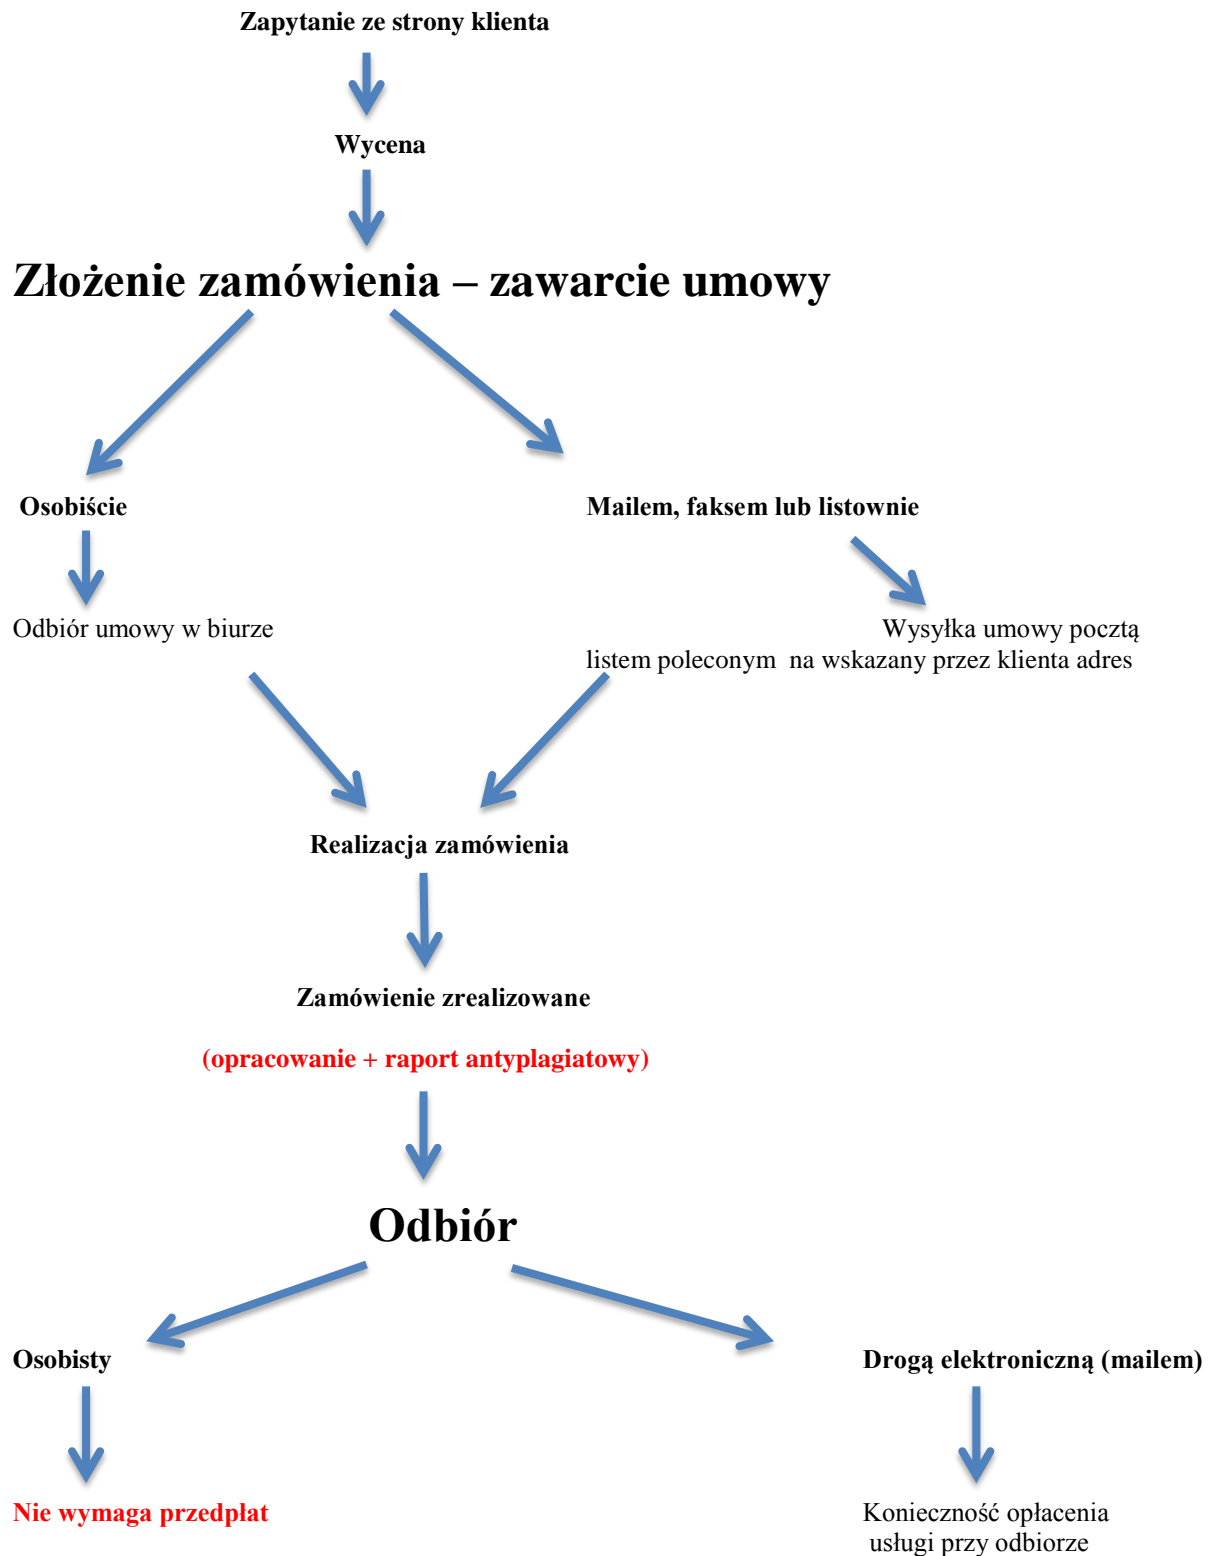 Zapytanie ze strony klienta
Wycena
Złożenie zamówienia – zawarcie umowy
Osobiście
Mailem, faksem lub listownie
Odbiór umowy w biurze
Wysyłka umowy pocztą
listem poleconym na wskazany przez klienta adres
Realizacja zamówienia
Zamówienie zrealizowane
(opracowanie + raport antyplagiatowy)
Odbiór
Osobisty
Drogą elektroniczną (mailem)
Nie wymaga przedpłat
Konieczność opłacenia
usługi przy odbiorze